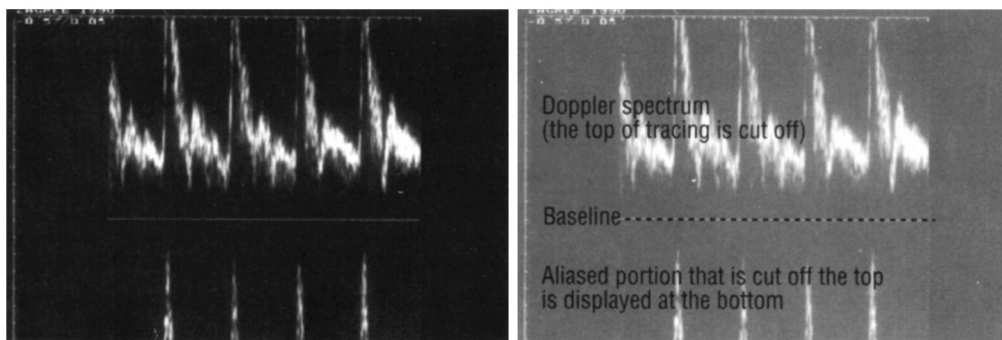 Doppler spectrum
(the top of tracing is cut off)
Baseline
Aliased portion that is cut off the top
is displayed at the bottom